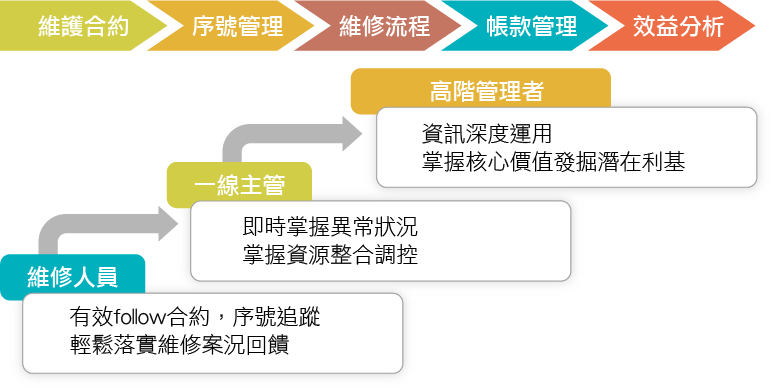 維護合約
序號管理
維修流程
帳款管理
效益分析
高階管理者
資訊深度運用
掌握核心價值發掘潛在利基
一線主管
即時掌握異常狀況
掌握資源整合調控
維修人員
有效follow合約，序號追蹤
輕鬆落實維修案況回饋